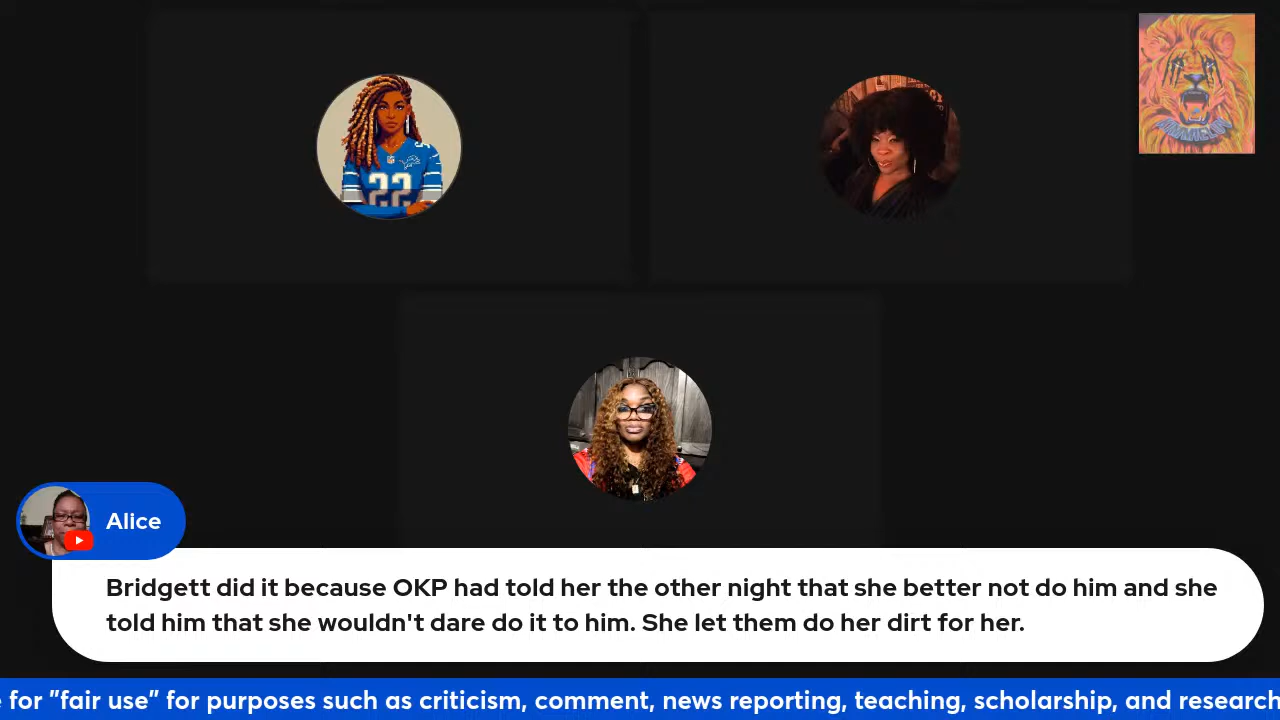 22
Alice
Bridgett did it because OKP had told her the other night that she better not do him and she
told him that she wouldn't dare do it to him. She let them do her dirt for her.
for "fair use" for purposes such as criticism, comment, news reporting, teaching, scholarship, and research